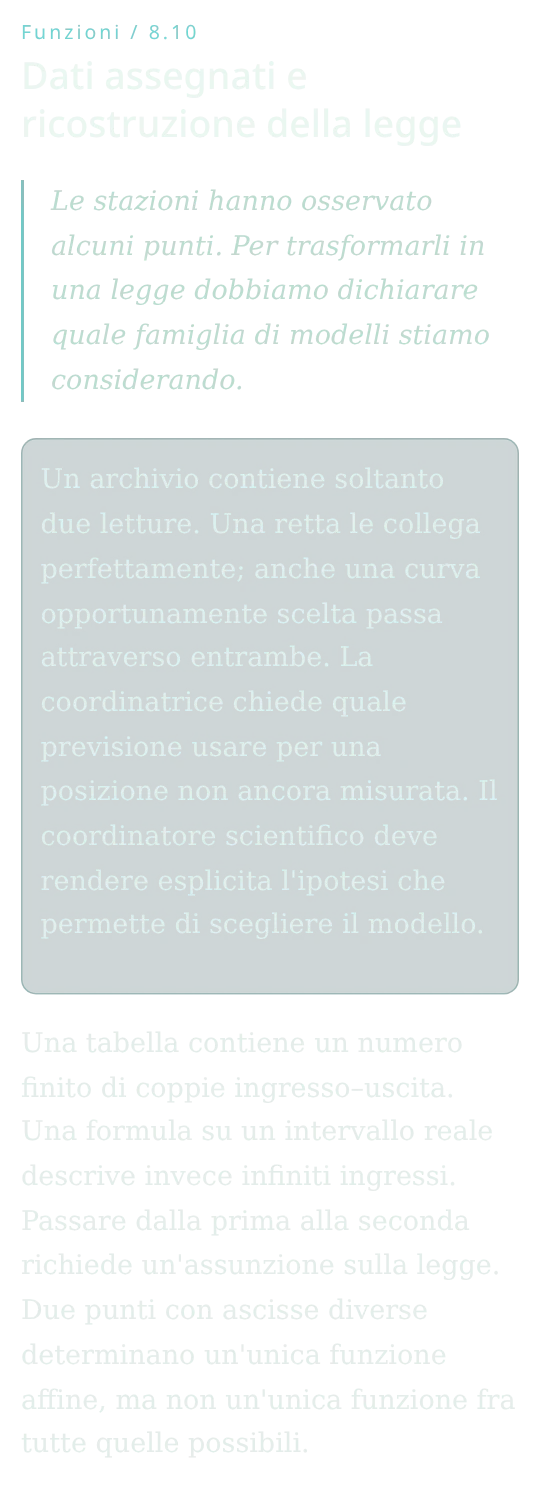 Funzioni / 8.10
Dati assegnati e
ricostruzione della legge
Le stazioni hanno osservato
alcuni punti. Per trasformarli in
una legge dobbiamo dichiarare
quale famiglia di modelli stiamo
considerando.
Un archivio contiene soltanto
due letture. Una retta le collega
perfettamente; anche una curva
opportunamente scelta passa
attraverso entrambe. La
coordinatrice chiede quale
previsione usare per una
posizione non ancora misurata. Il
coordinatore scientifico deve
rendere esplicita l'ipotesi che
permette di scegliere il modello.
Una tabella contiene un numero
finito di coppie ingresso–uscita.
Una formula su un intervallo reale
descrive invece infiniti ingressi.
Passare dalla prima alla seconda
richiede un'assunzione sulla legge.
Due punti con ascisse diverse
determinano un'unica funzione
affine, ma non un'unica funzione fra
tutte quelle possibili.